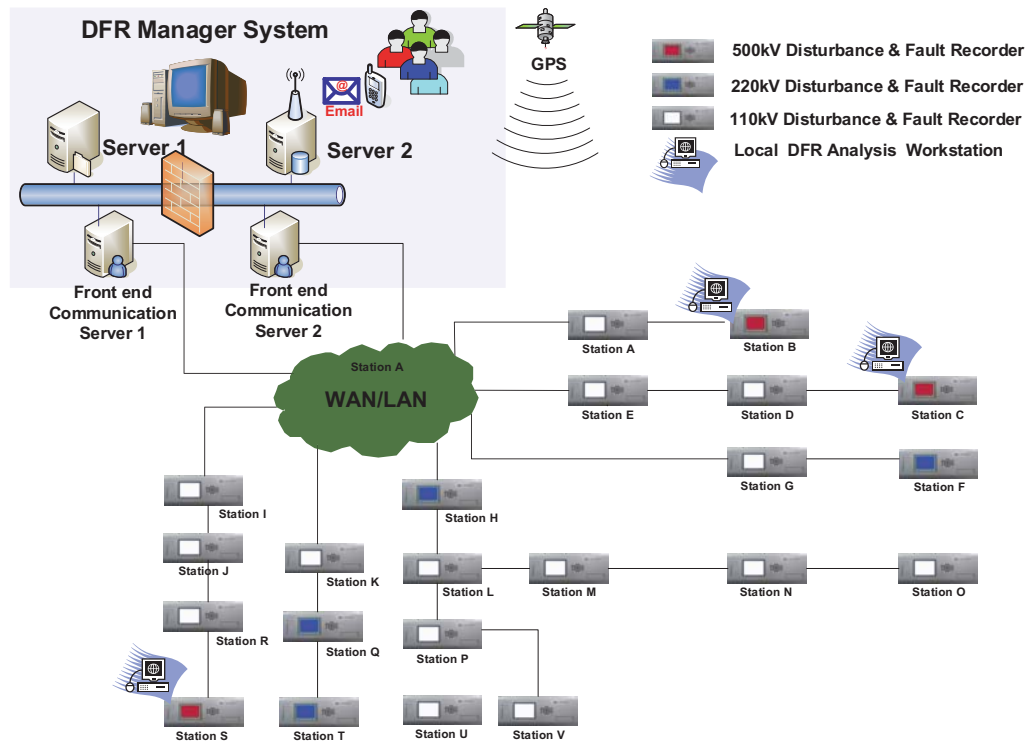 DFR Manager System
GPS
@
Email
Server 1
Server 2
500kV Disturbance & Fault Recorder
220kV Disturbance & Fault Recorder
110kV Disturbance & Fault Recorder
Local DFR Analysis Workstation
Front end
Communication
Server 1
Front end
Communication
Server 2
Station A
WAN/LAN
Station A
Station B
Station E
Station D
Station C
Station G
Station F
Station I
Station H
Station J
Station K
Station L
Station M
Station N
Station O
Station R
Station Q
Station P
Station S
Station T
Station U
Station V